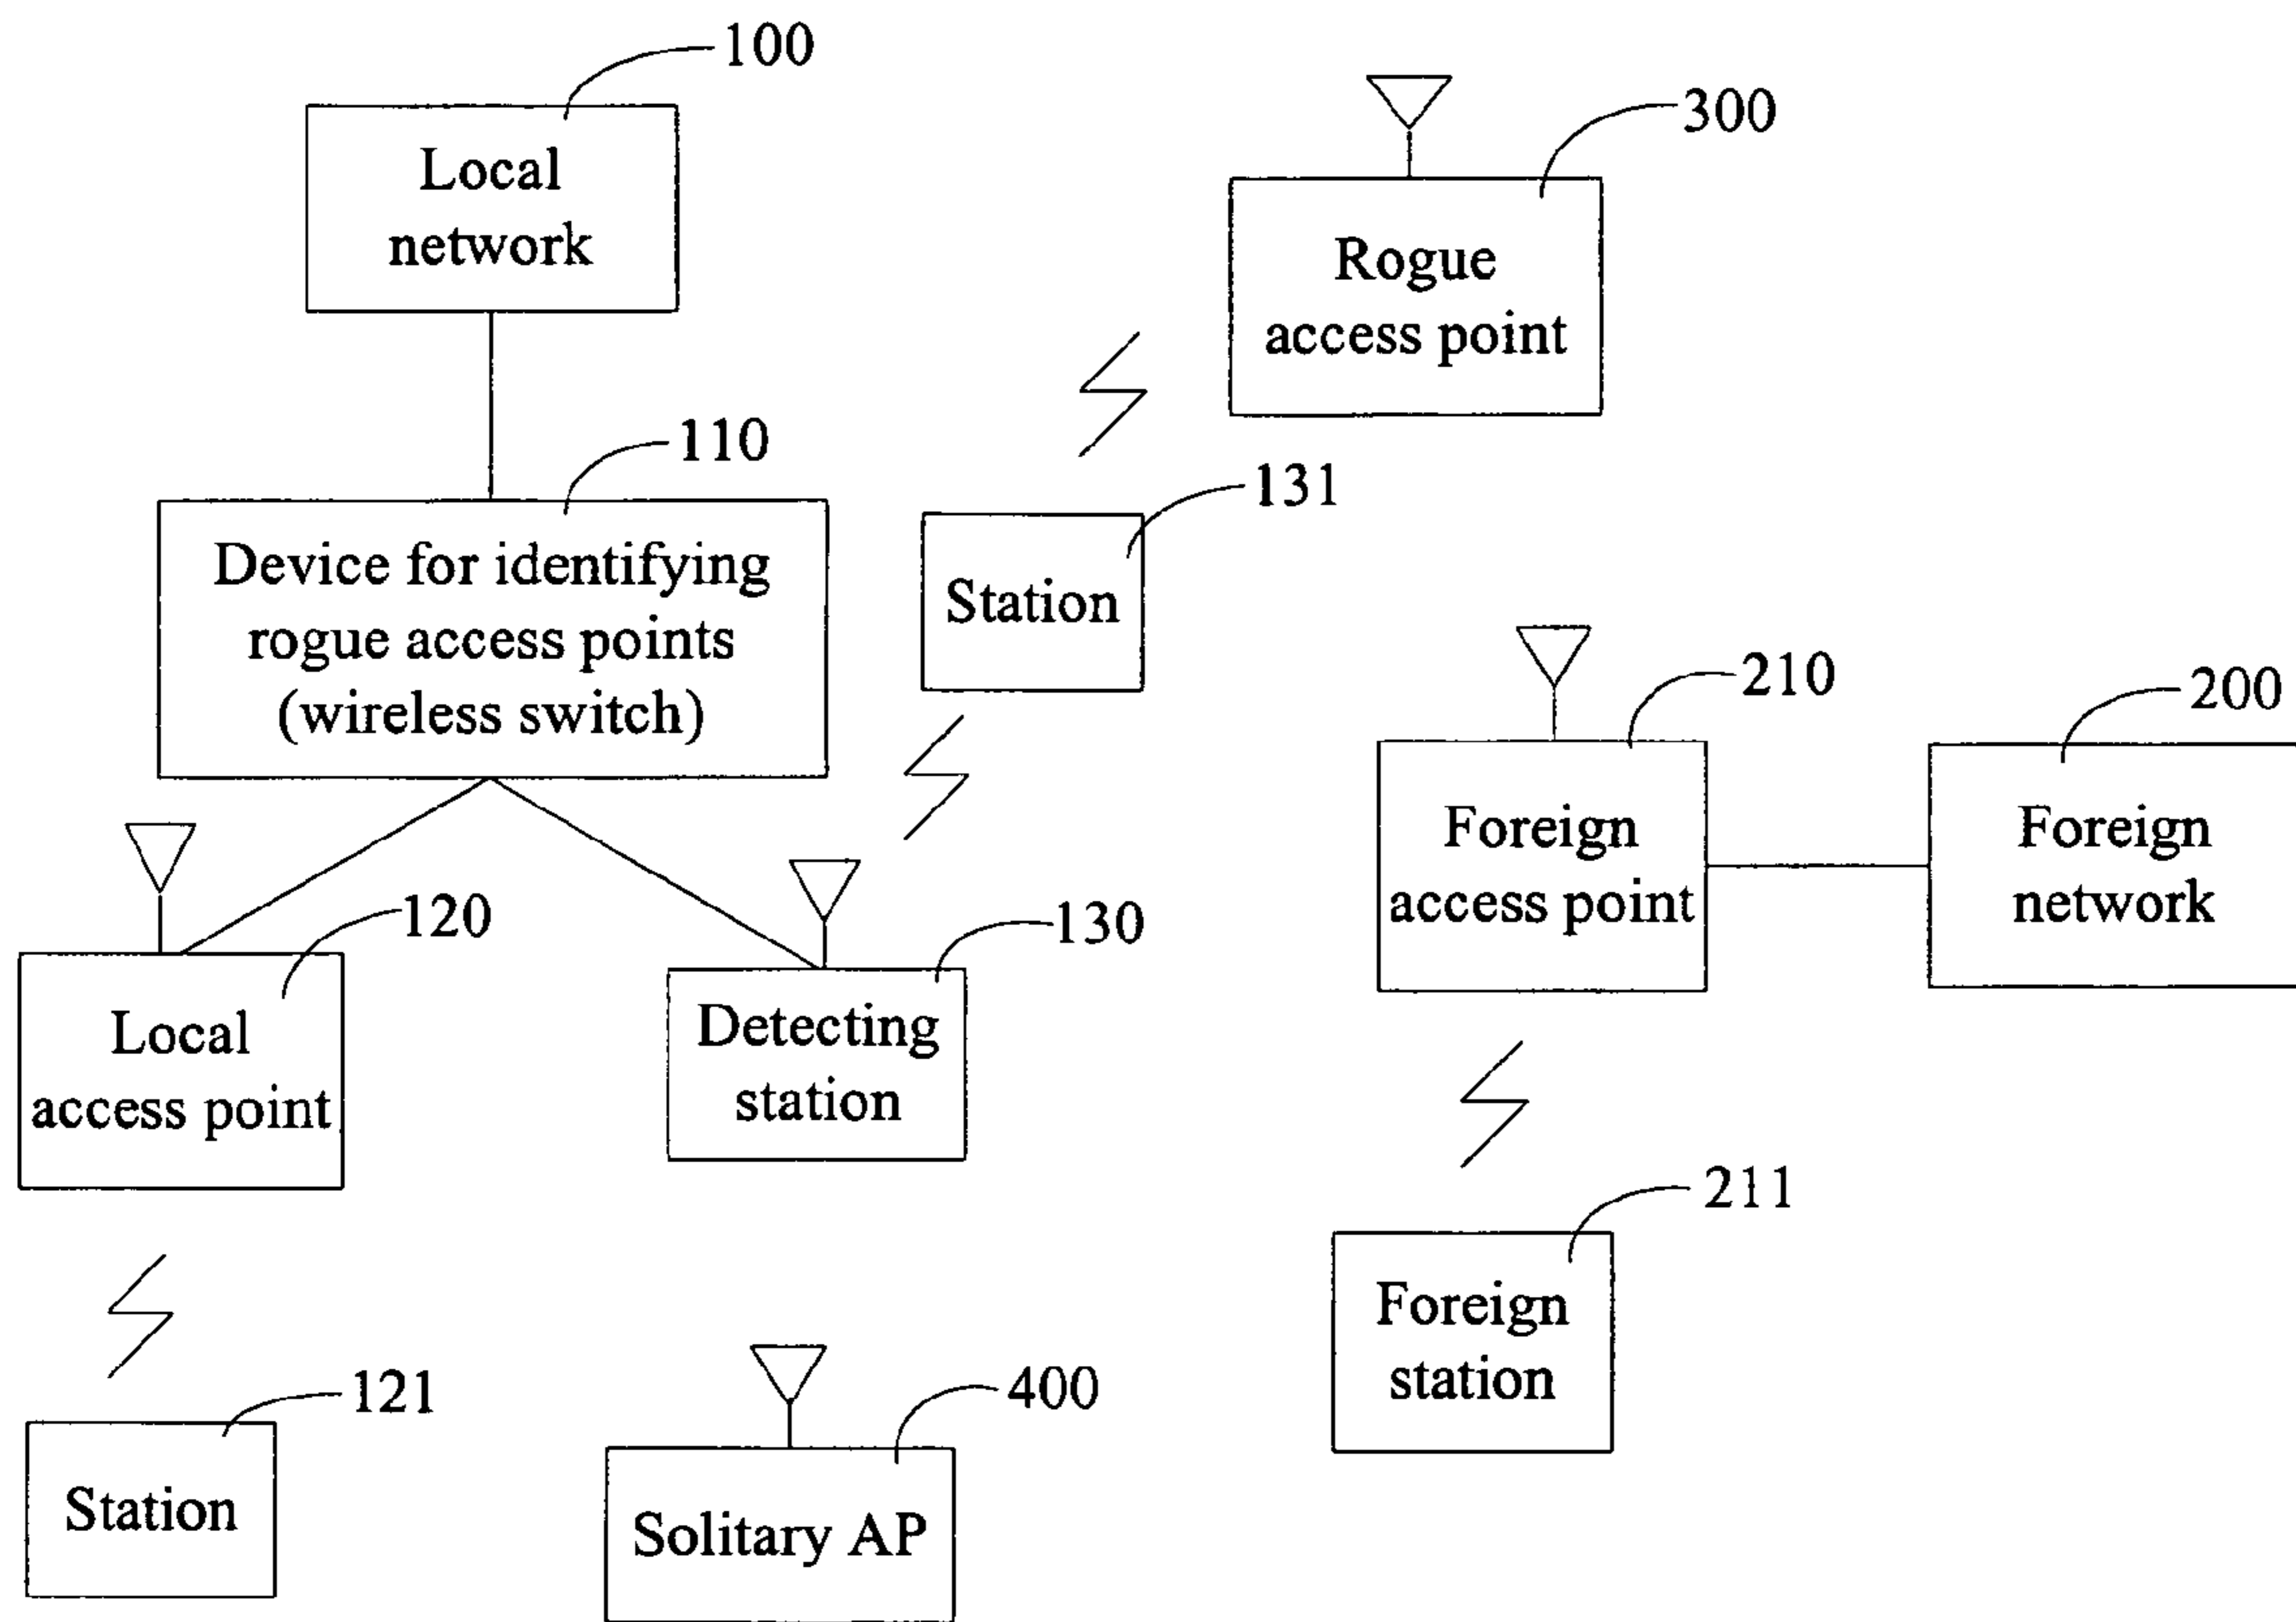 100
Local
network
300
Rogue
access point
110
Device for identifying
rogue access points
(wireless switch)
131
Station
210
Foreign
access point
200
Foreign
network
120
Local
access point
130
Detecting
station
211
Foreign
station
121
Station
400
Solitary AP